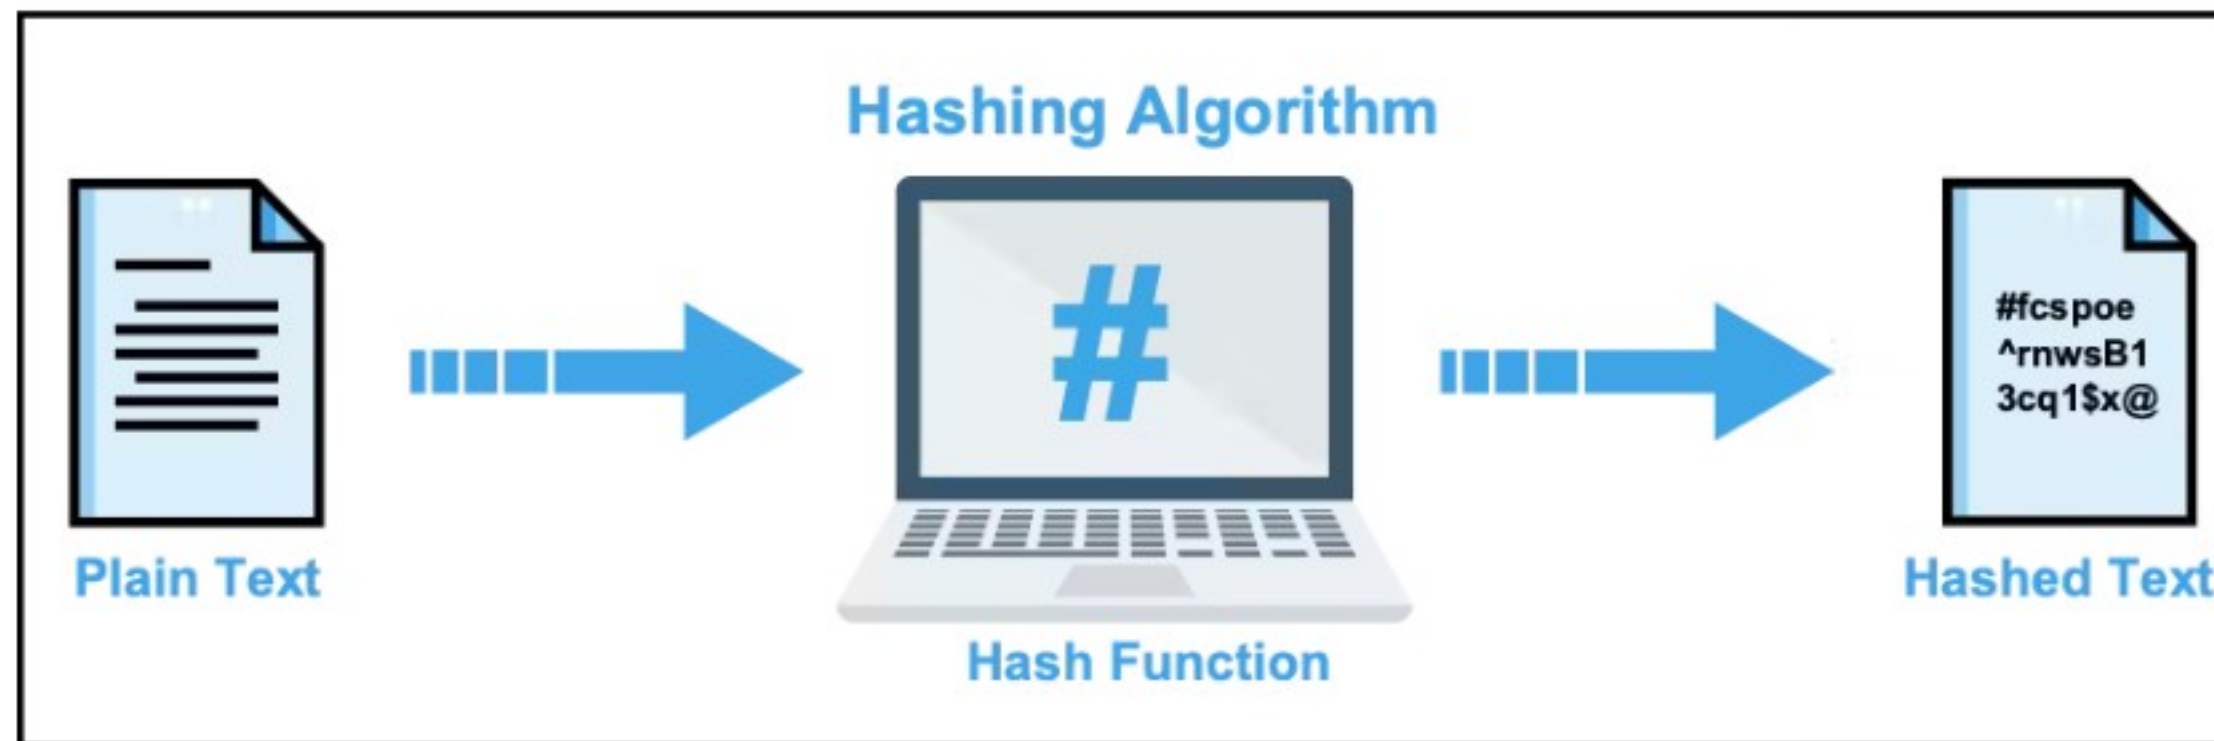 Hashing Algorithm
#
#fcspoe
^rnwsB1
3cq1$x@
Plain Text
Hashed Text
Hash Function